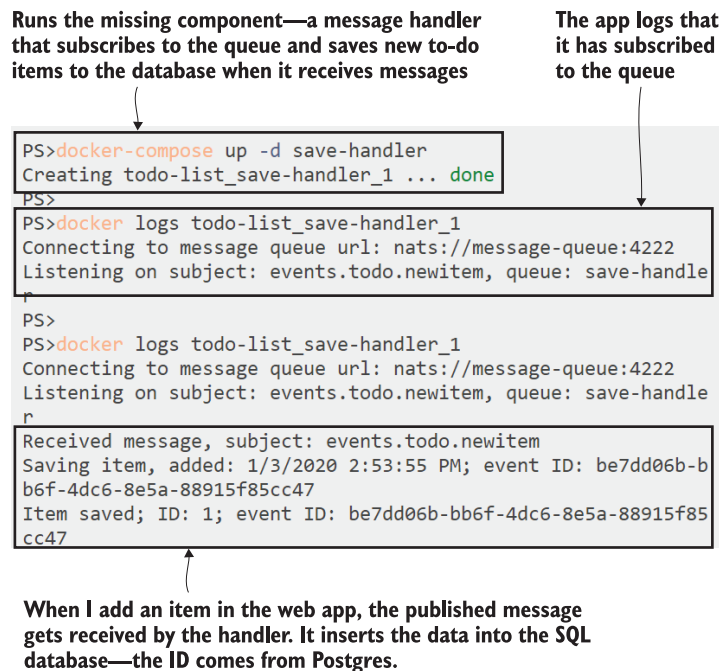 Runs the missing component—a message handler
that subscribes to the queue and saves new to-do
items to the database when it receives messages
The app logs that
it has subscribed
to the queue
PS>docker-compose up -d save-handler
Creating todo-list_save-handler_1 ... done
PS>
PS>docker logs todo-list_save-handler_1
Connecting to message queue url: nats://message-queue:4222
Listening on subject: events.todo.newitem, queue: save-handle
r
PS>
PS>docker logs todo-list_save-handler_1
Connecting to message queue url: nats://message-queue:4222
Listening on subject: events.todo.newitem, queue: save-handle
r
Received message, subject: events.todo.newitem
Saving item, added: 1/3/2020 2:53:55 PM; event ID: be7dd06b-b
b6f-4dc6-8e5a-88915f85cc47
Item saved; ID: 1; event ID: be7dd06b-bb6f-4dc6-8e5a-88915f85
cc47
When I add an item in the web app, the published message
gets received by the handler. It inserts the data into the SQL
database—the ID comes from Postgres.